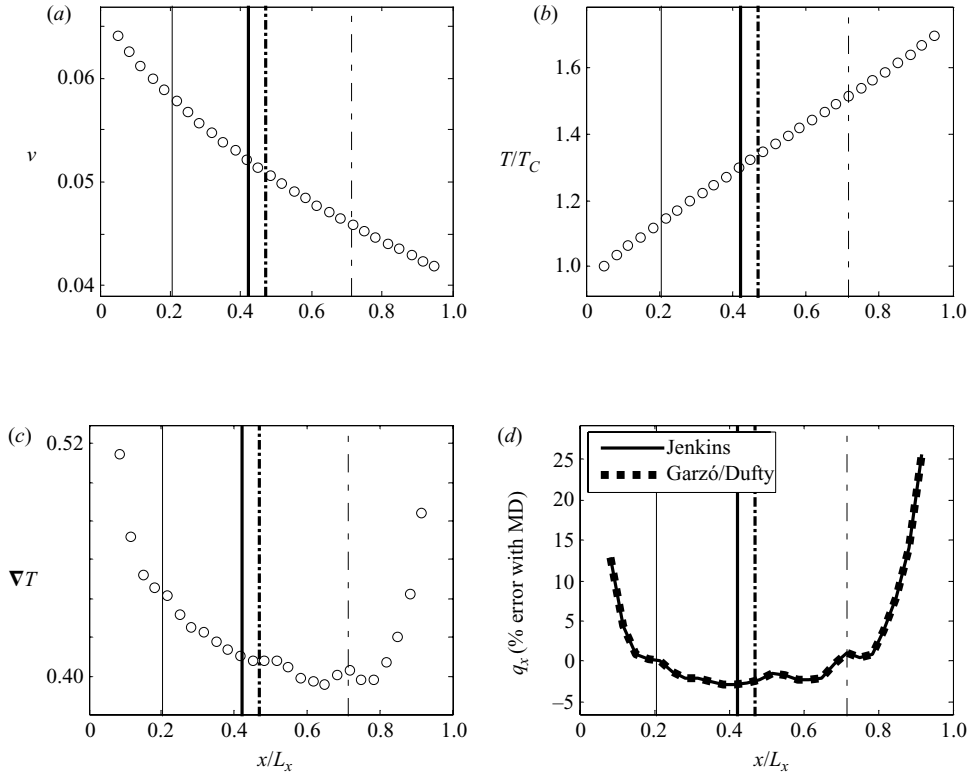 (a)
0.06
ν
0.05
0.04
0 0.2 0.4 0.6 0.8 1.0
(b)
1.6
1.4
T/T_C
1.2
1.0
0 0.2 0.4 0.6 0.8 1.0
(c)
0.52
∇T
0.40
0 0.2 0.4 0.6 0.8 1.0
x/L_x
(d)
Jenkins
Garzó/Dufty
25
20
15
10
5
0
−5
q_x (% error with MD)
0 0.2 0.4 0.6 0.8 1.0
x/L_x